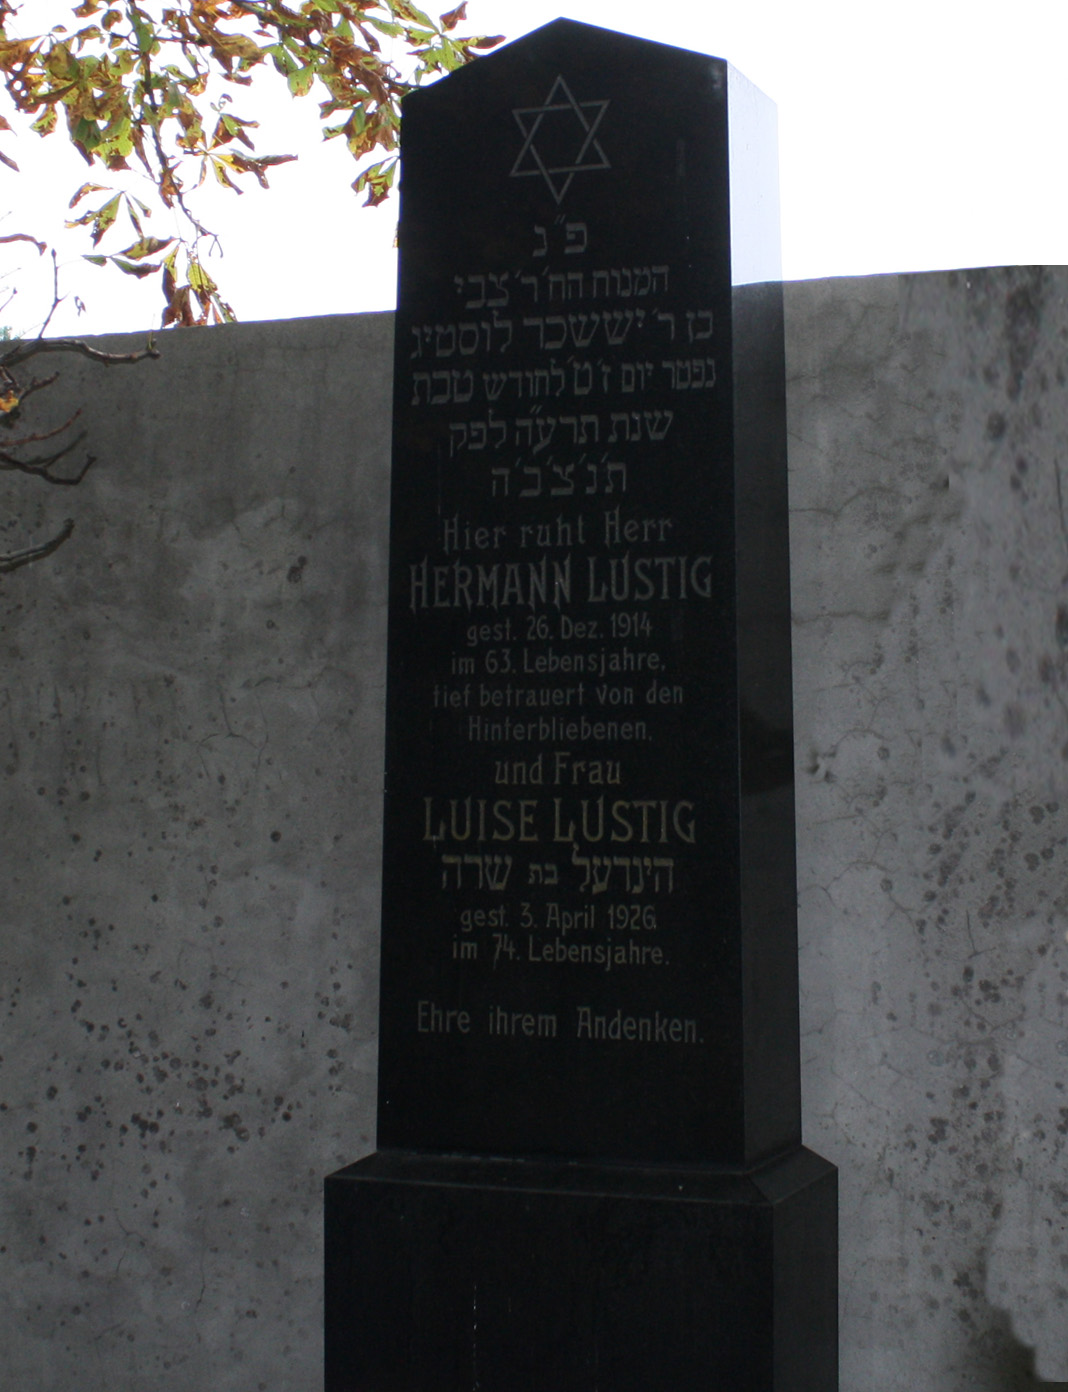 פ״נ
המנוח הח׳ ר׳ צבי
בן ר׳ יששכר לוסטיג
נפטר יום ז׳ ט׳ לחודש טבת
שנת תרע״ה לפק
ת׳נ׳צ׳ב׳ה
Hier ruht Herr
HERMANN LUSTIG
gest. 26. Dez. 1914
im 63. Lebensjahre.
tief betrauert von den
Hinterbliebenen.
und Frau
LUISE LUSTIG
הינדעל בת שרה
gest. 3. April 1926
im 74. Lebensjahre.
Ehre ihrem Andenken.